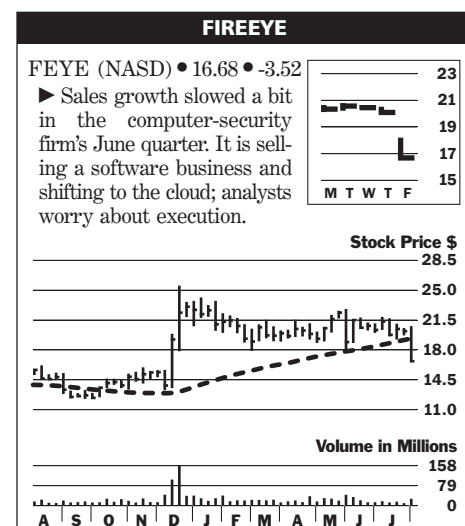 FIREEYE
FEYE (NASD) ● 16.68 ● -3.52
► Sales growth slowed a bit
in the computer-security
firm's June quarter. It is sell-
ing a software business and
shifting to the cloud; analysts
worry about execution.
23
21
19
17
15
M T W T F
Stock Price $
28.5
25.0
21.5
18.0
14.5
11.0
Volume in Millions
158
79
0
A S O N D J F M A M J J